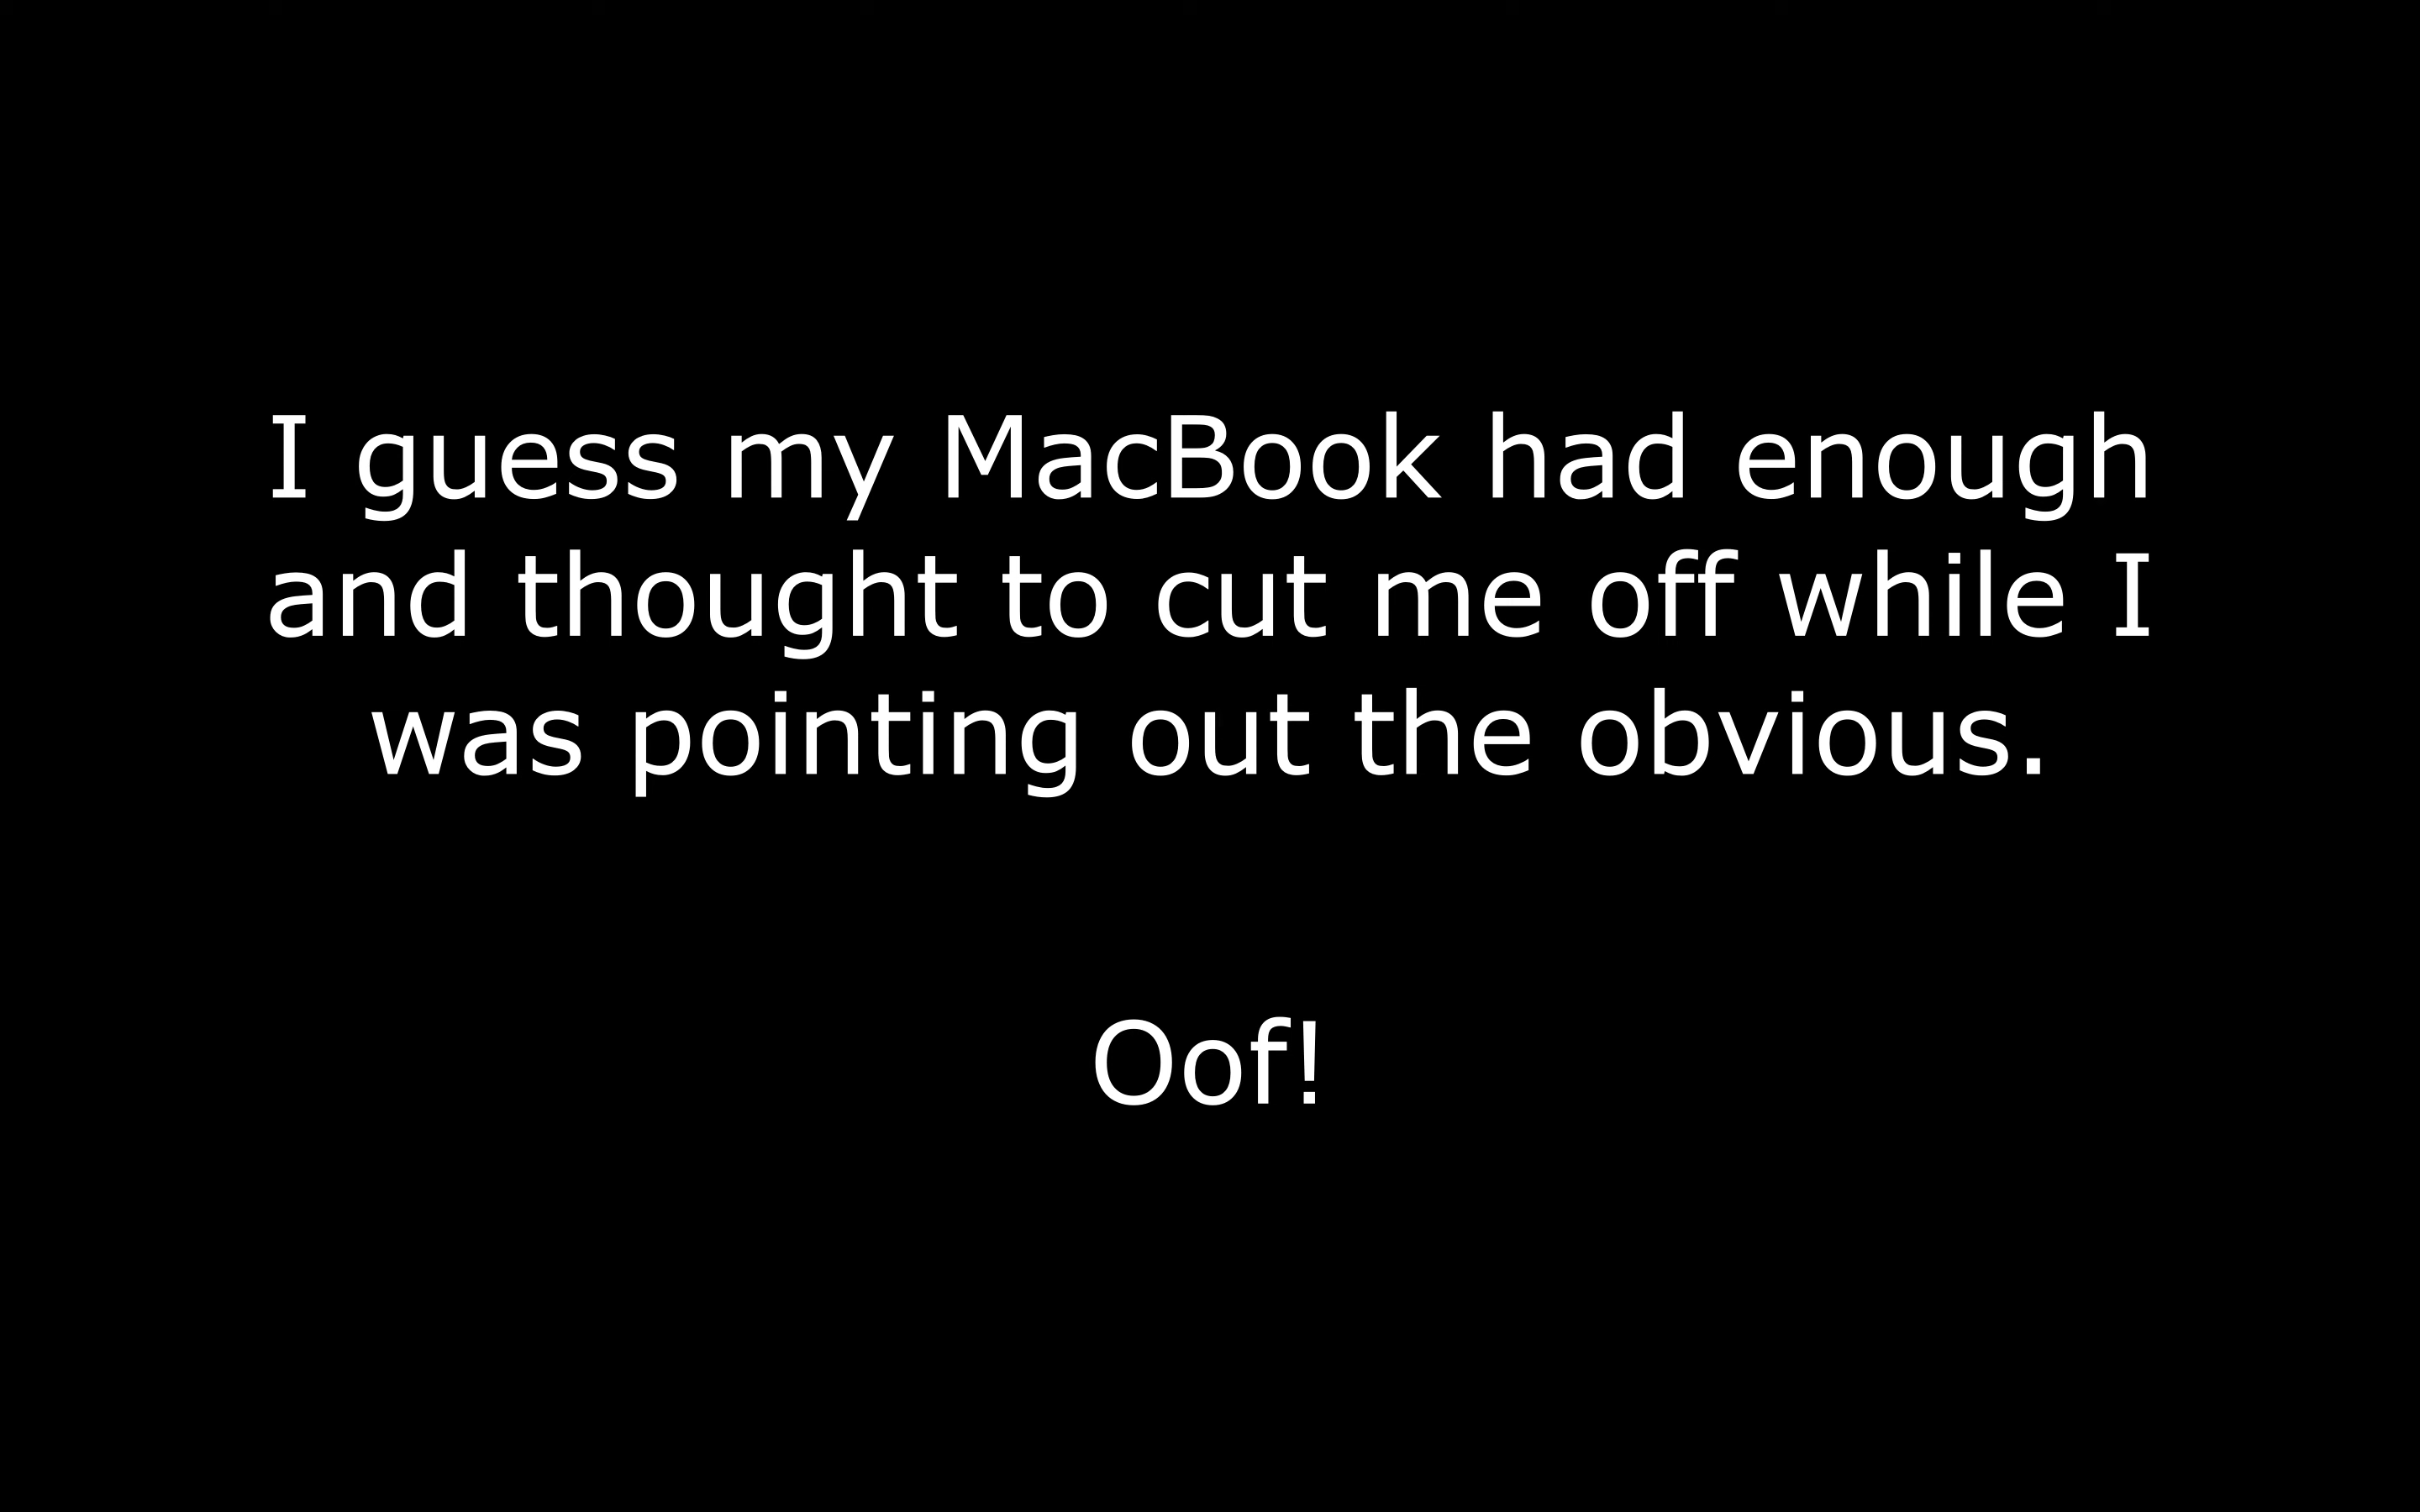 I guess my MacBook had enough
and thought to cut me off while I
was pointing out the obvious.
Oof!